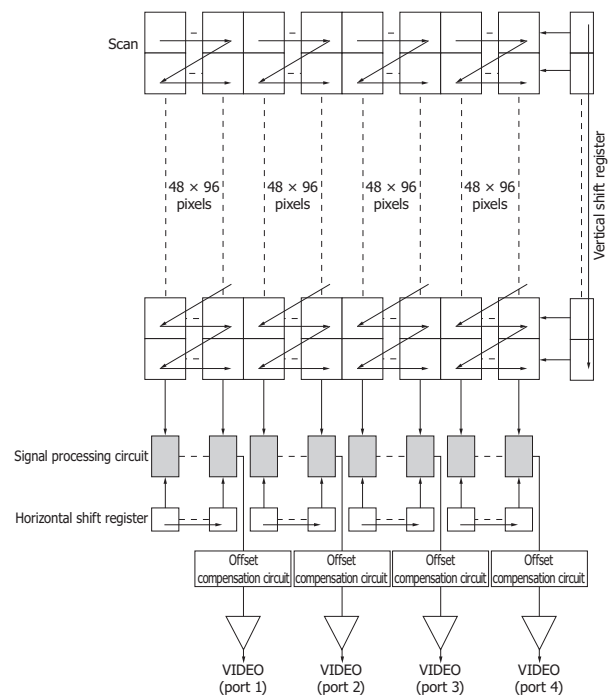 Scan
48 × 96
pixels
48 × 96
pixels
48 × 96
pixels
48 × 96
pixels
Vertical shift register
Signal processing circuit
Horizontal shift register
Offset
compensation circuit
Offset
compensation circuit
Offset
compensation circuit
Offset
compensation circuit
VIDEO
(port 1)
VIDEO
(port 2)
VIDEO
(port 3)
VIDEO
(port 4)